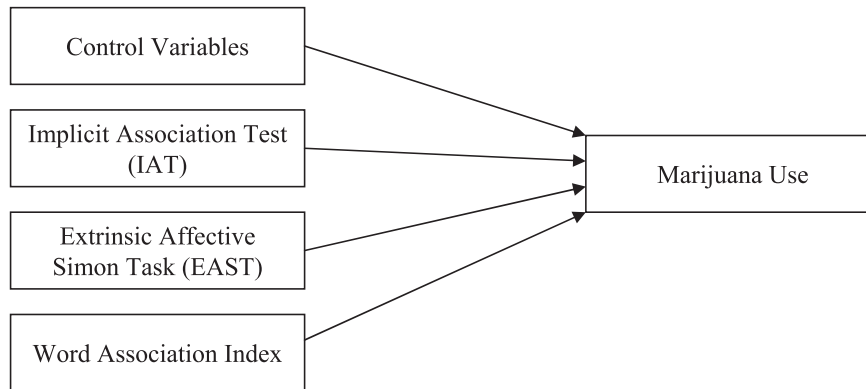 Control Variables
Implicit Association Test
(IAT)
Marijuana Use
Extrinsic Affective
Simon Task (EAST)
Word Association Index